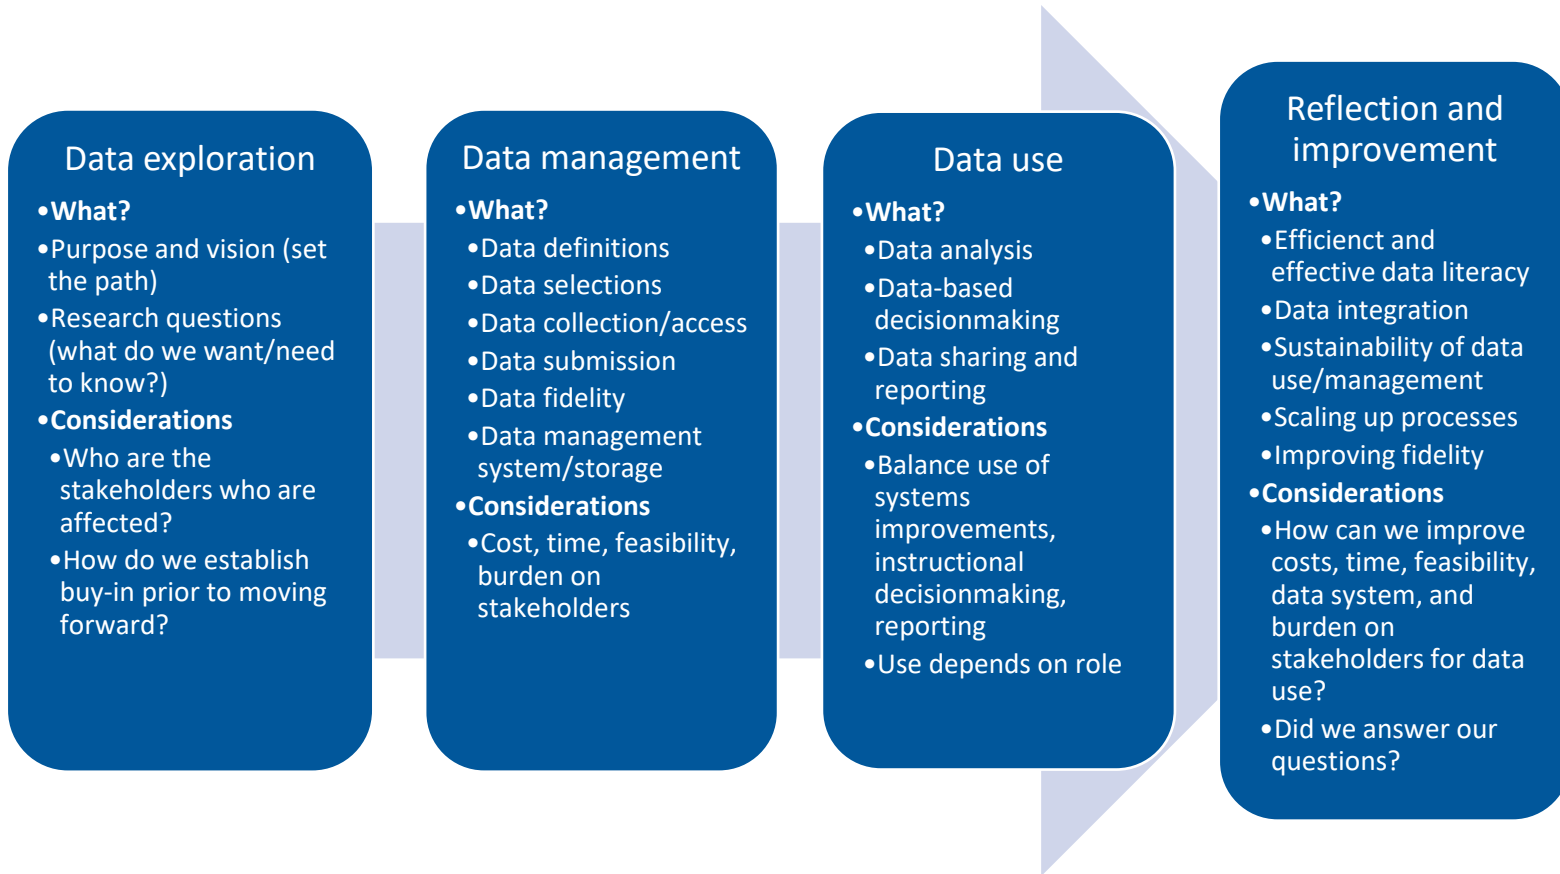 Data exploration
•What?
•Purpose and vision (set
the path)
•Research questions
(what do we want/need
to know?)
•Considerations
•Who are the
stakeholders who are
affected?
•How do we establish
buy-in prior to moving
forward?
Data management
•What?
•Data definitions
•Data selections
•Data collection/access
•Data submission
•Data fidelity
•Data management
system/storage
•Considerations
•Cost, time, feasibility,
burden on
stakeholders
Data use
•What?
•Data analysis
•Data-based
decisionmaking
•Data sharing and
reporting
•Considerations
•Balance use of
systems
improvements,
instructional
decisionmaking,
reporting
•Use depends on role
Reflection and
improvement
•What?
•Efficienct and
effective data literacy
•Data integration
•Sustainability of data
use/management
•Scaling up processes
•Improving fidelity
•Considerations
•How can we improve
costs, time, feasibility,
data system, and
burden on
stakeholders for data
use?
•Did we answer our
questions?